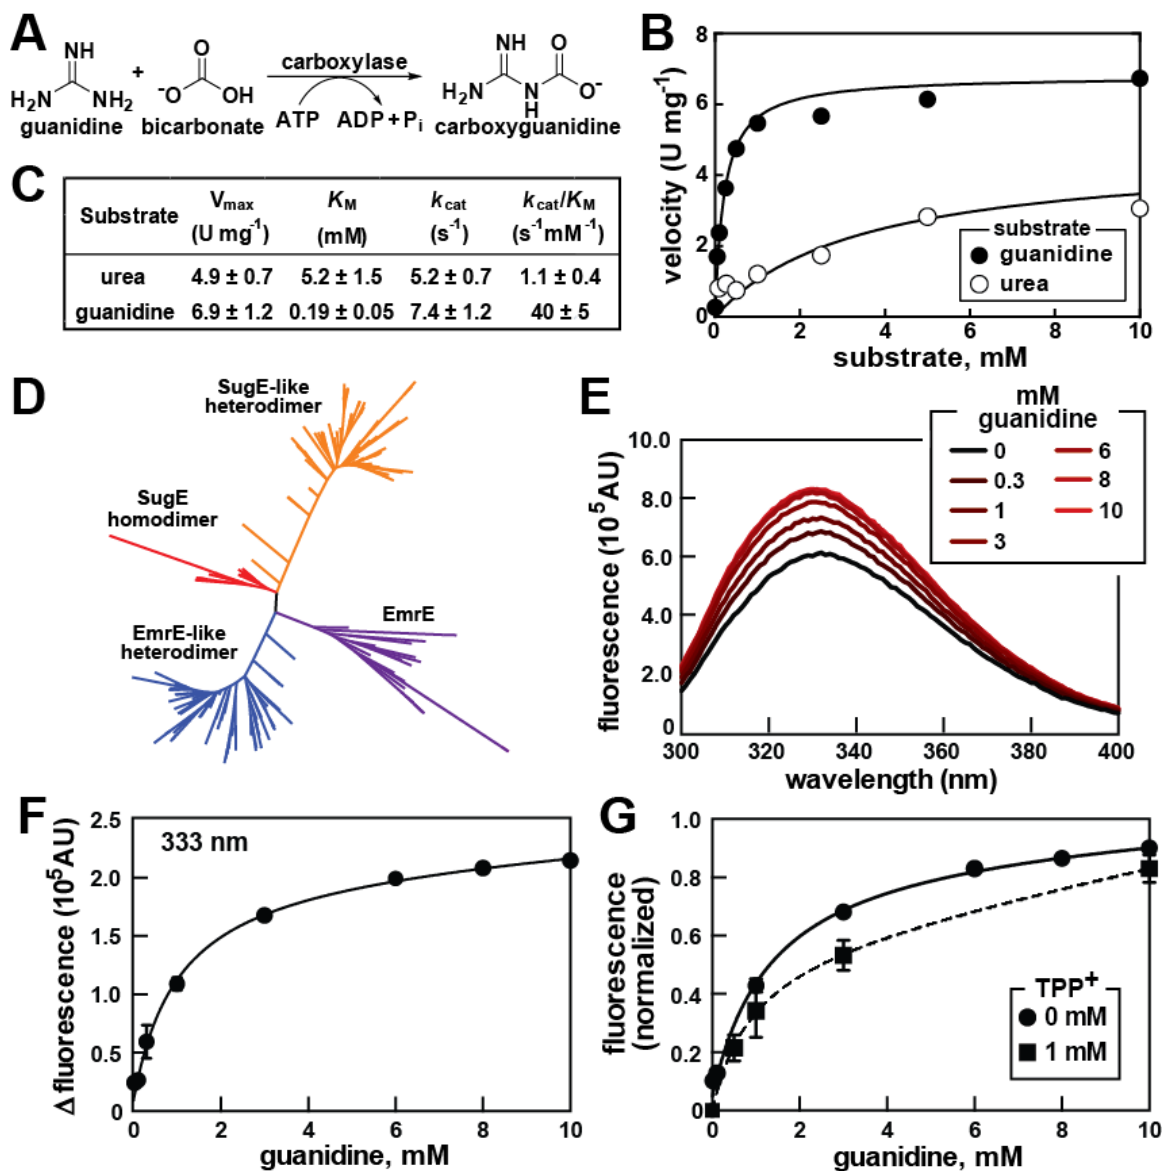 A
NH
H₂N
NH₂
guanidine
+
O
⁻O
OH
bicarbonate
carboxylase
ATP
ADP + Pᵢ
NH
O
H₂N
N
H
O⁻
carboxyguanidine
B
velocity (U mg⁻¹)
8
6
4
2
0
0
2
4
6
8
10
substrate, mM
substrate
guanidine
urea
C
Substrate
Vmax
(U mg⁻¹)
KM
(mM)
kcat
(s⁻¹)
kcat/KM
(s⁻¹mM⁻¹)
urea 4.9 ± 0.7 5.2 ± 1.5 5.2 ± 0.7 1.1 ± 0.4
guanidine 6.9 ± 1.2 0.19 ± 0.05 7.4 ± 1.2 40 ± 5
D
SugE-like
heterodimer
SugE
homodimer
EmrE-like
heterodimer
EmrE
E
mM
guanidine
0
0.3
1
3
6
8
10
fluorescence (10⁵ AU)
10.0
8.0
6.0
4.0
2.0
0
300
320
340
360
380
400
wavelength (nm)
F
333 nm
Δ fluorescence (10⁵ AU)
2.5
2.0
1.5
1.0
0.5
0
0
2
4
6
8
10
guanidine, mM
G
fluorescence
(normalized)
1.0
0.8
0.6
0.4
0.2
0
0
2
4
6
8
10
guanidine, mM
TPP⁺
0 mM
1 mM